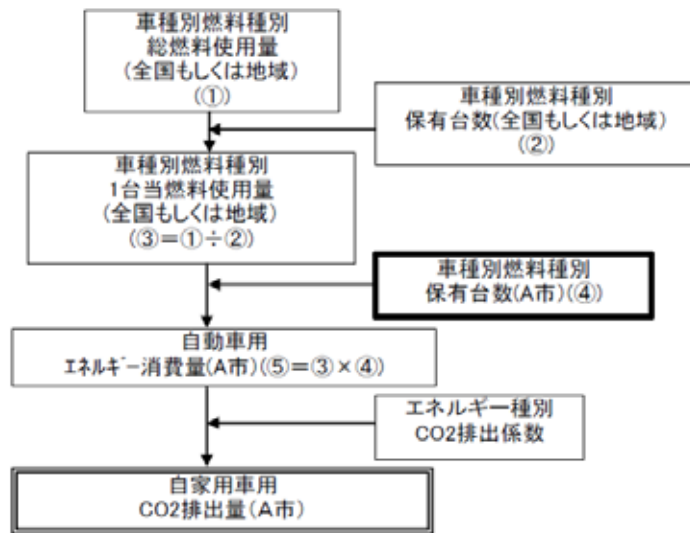 車種別燃料種別
総燃料使用量
(全国もしくは地域)
(①)
車種別燃料種別
保有台数(全国もしくは地域)
(②)
車種別燃料種別
1台当燃料使用量
(全国もしくは地域)
(③=①÷②)
車種別燃料種別
保有台数(A市)(④)
自動車用
エネルギー消費量(A市)(⑤=③×④)
エネルギー種別
CO2排出係数
自家用車用
CO2排出量(A市)